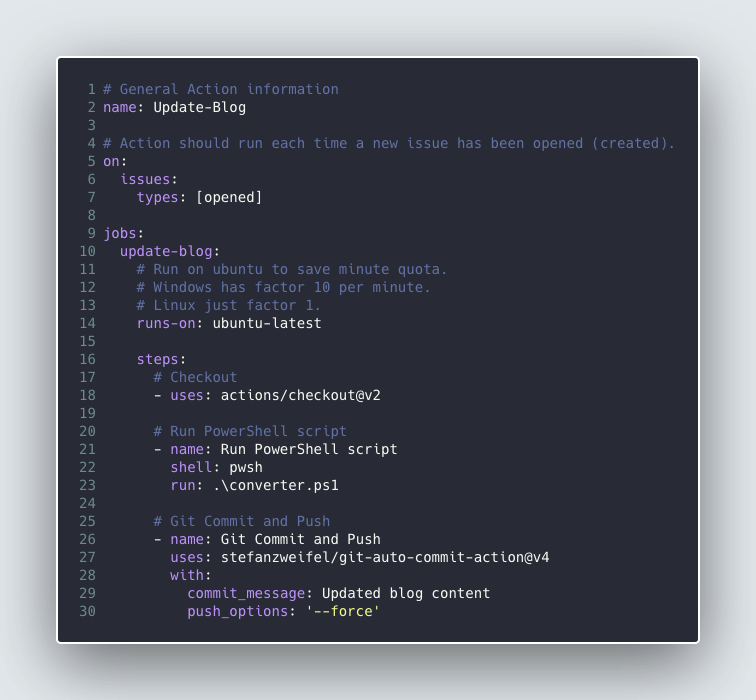 1 # General Action information
2 name: Update-Blog
3
4 # Action should run each time a new issue has been opened (created).
5 on:
6   issues:
7     types: [opened]
8
9 jobs:
10   update-blog:
11     # Run on ubuntu to save minute quota.
12     # Windows has factor 10 per minute.
13     # Linux just factor 1.
14     runs-on: ubuntu-latest
15
16     steps:
17       # Checkout
18       - uses: actions/checkout@v2
19
20       # Run PowerShell script
21       - name: Run PowerShell script
22         shell: pwsh
23         run: .\converter.ps1
24
25       # Git Commit and Push
26       - name: Git Commit and Push
27         uses: stefanzweifel/git-auto-commit-action@v4
28         with:
29           commit_message: Updated blog content
30           push_options: '--force'